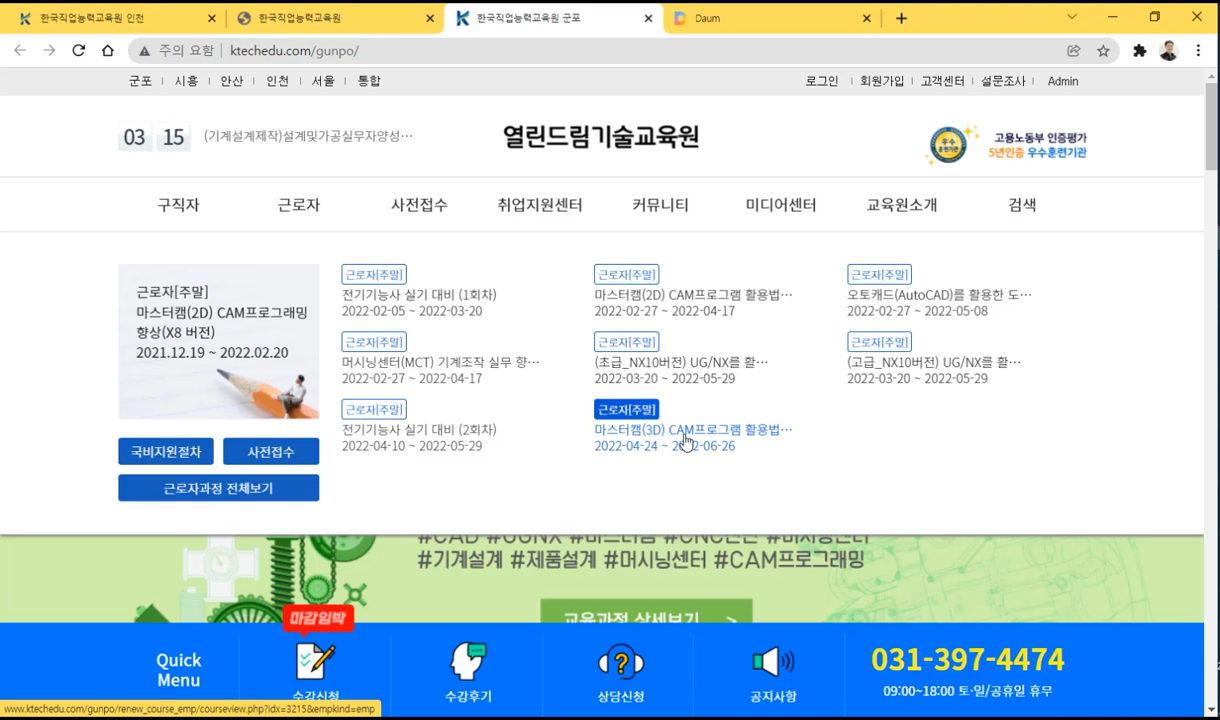 한국직업능력교육원 인천
한국직업능력교육원
한국직업능력교육원 군포
Daum
주의 요함
ktechedu.com/gunpo/
군포 시흥 안산 인천 서울 통합
로그인 회원가입 고객센터 설문조사 Admin
03 15 (기계설계제작)설계및가공실무자양성…
열린드림기술교육원
우수
훈련기관
고용노동부 인증평가
5년인증 우수훈련기관
구직자 근로자 사전접수 취업지원센터 커뮤니티 미디어센터 교육원소개 검색
근로자[주말]
마스터캠(2D) CAM프로그래밍
향상(X8 버전)
2021.12.19 ~ 2022.02.20
국비지원절차 사전접수
근로자과정 전체보기
근로자[주말]
전기기능사 실기 대비 (1회차)
2022-02-05 ~ 2022-03-20
근로자[주말]
마스터캠(2D) CAM프로그램 활용법…
2022-02-27 ~ 2022-04-17
근로자[주말]
오토캐드(AutoCAD)를 활용한 도…
2022-02-27 ~ 2022-05-08
근로자[주말]
머시닝센터(MCT) 기계조작 실무 향…
2022-02-27 ~ 2022-04-17
근로자[주말]
(초급_NX10버전) UG/NX를 활…
2022-03-20 ~ 2022-05-29
근로자[주말]
(고급_NX10버전) UG/NX를 활…
2022-03-20 ~ 2022-05-29
근로자[주말]
전기기능사 실기 대비 (2회차)
2022-04-10 ~ 2022-05-29
근로자[주말]
마스터캠(3D) CAM프로그램 활용법…
2022-04-24 ~ 2022-06-26
#CAD #UGNX #마스터캠 #CNC선반 #머시닝센터
#기계설계 #제품설계 #머시닝센터 #CAM프로그래밍
교육과정 상세보기 >
마감임박
Quick
Menu
수강신청
수강후기
상담신청
공지사항
031-397-4474
09:00~18:00 토·일/공휴일 휴무
www.ktechedu.com/gunpo/renew_course_emp/courseview.php?idx=3215&empkind=emp